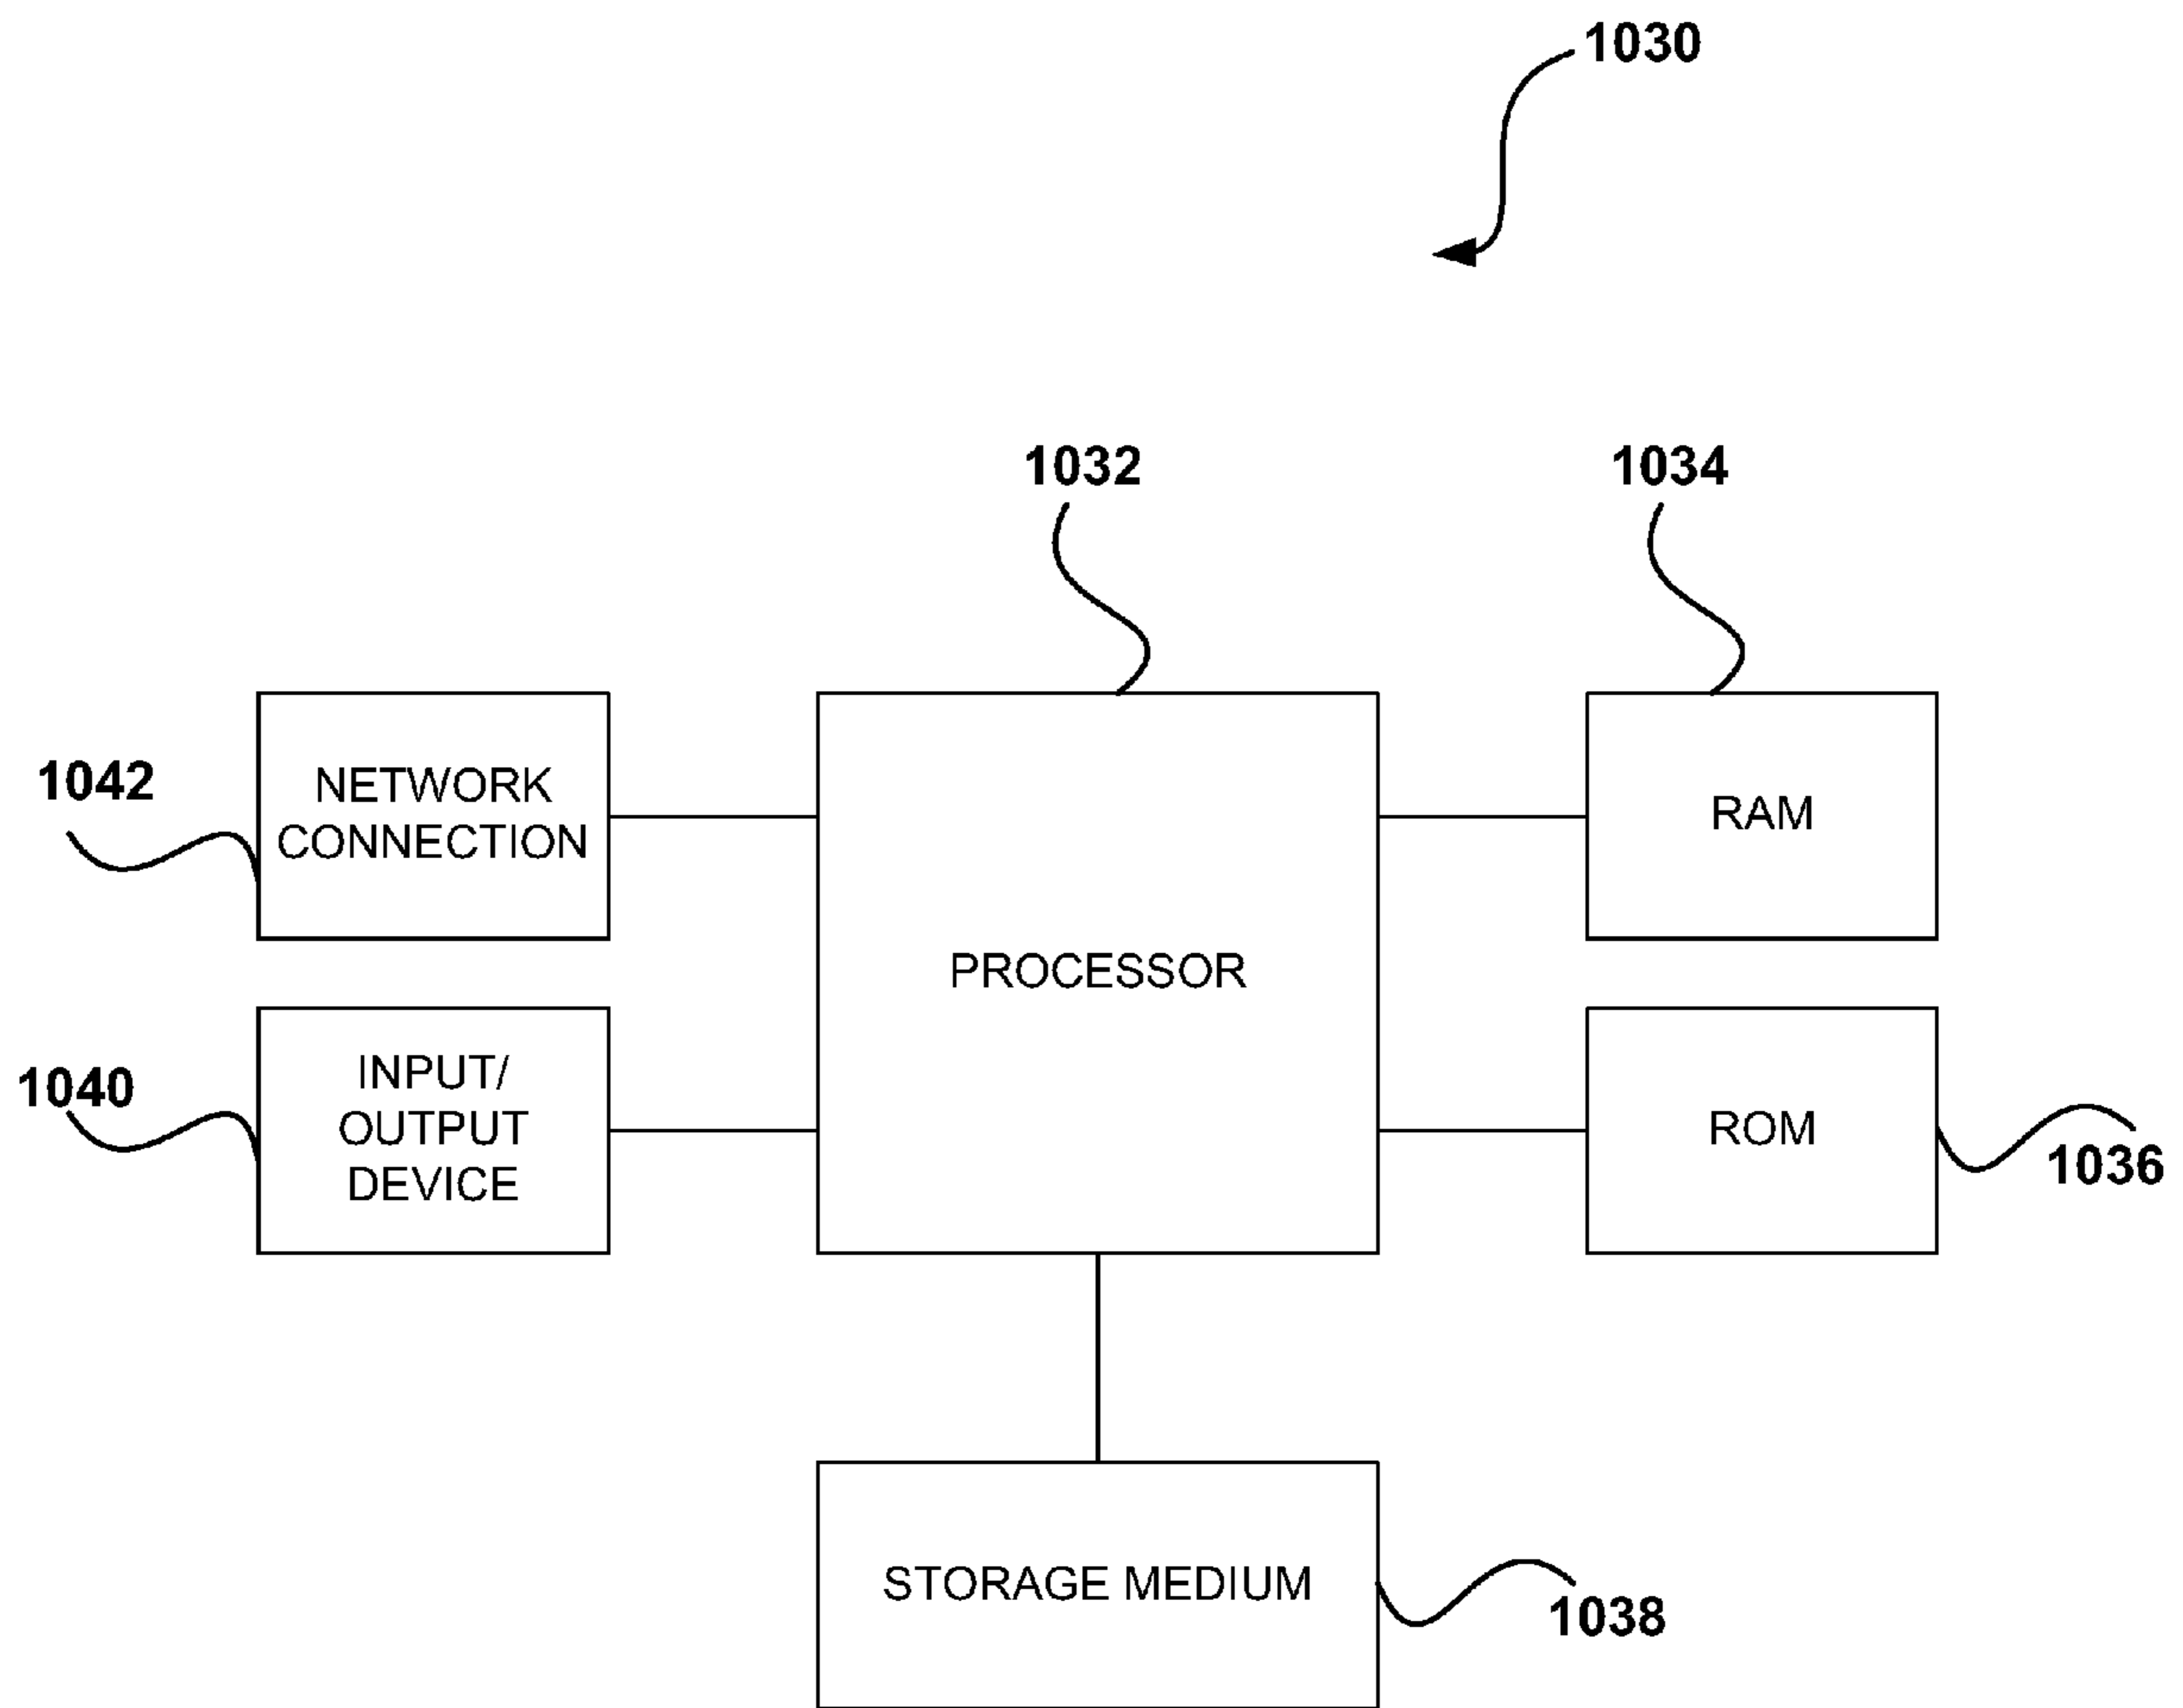 1030
1032
1034
1042
NETWORK
CONNECTION
RAM
PROCESSOR
1040
INPUT/
OUTPUT
DEVICE
ROM
1036
STORAGE MEDIUM
1038